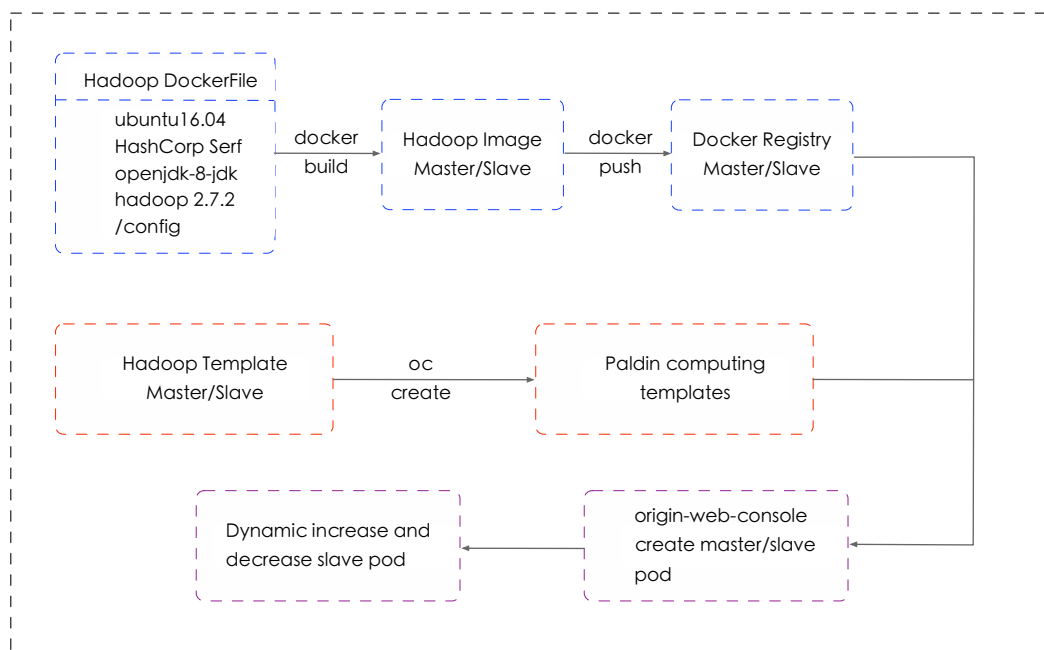 Hadoop DockerFile
ubuntu16.04
HashCorp Serf
openjdk-8-jdk
hadoop 2.7.2
/config
docker
build
Hadoop Image
Master/Slave
docker
push
Docker Registry
Master/Slave
Hadoop Template
Master/Slave
oc
create
Paldin computing
templates
Dynamic increase and
decrease slave pod
origin-web-console
create master/slave
pod